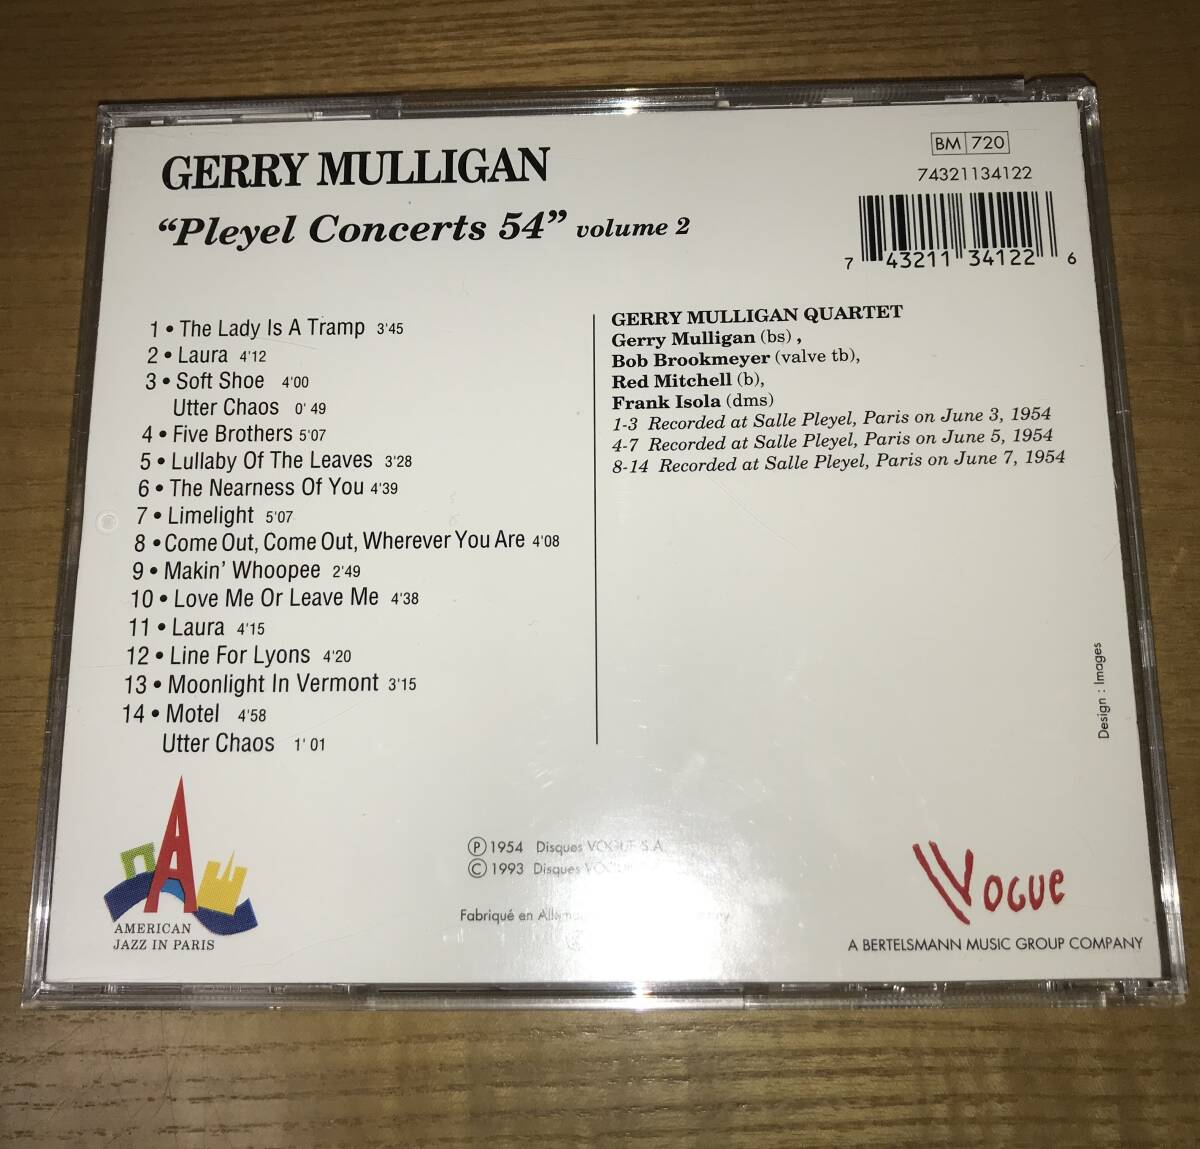 GERRY MULLIGAN
“Pleyel Concerts 54” volume 2
BM 720
74321134122
7 43211 34122 6
1 • The Lady Is A Tramp 3'45
2 • Laura 4'12
3 • Soft Shoe 4'00
Utter Chaos 0' 49
4 • Five Brothers 5'07
5 • Lullaby Of The Leaves 3'28
6 • The Nearness Of You 4'39
7 • Limelight 5'07
8 • Come Out, Come Out, Wherever You Are 4'08
9 • Makin' Whoopee 2'49
10 • Love Me Or Leave Me 4'38
11 • Laura 4'15
12 • Line For Lyons 4'20
13 • Moonlight In Vermont 3'15
14 • Motel 4'58
Utter Chaos 1' 01
GERRY MULLIGAN QUARTET
Gerry Mulligan (bs) ,
Bob Brookmeyer (valve tb),
Red Mitchell (b),
Frank Isola (dms)
1-3 Recorded at Salle Pleyel, Paris on June 3, 1954
4-7 Recorded at Salle Pleyel, Paris on June 5, 1954
8-14 Recorded at Salle Pleyel, Paris on June 7, 1954
Design : Images
AMERICAN
JAZZ IN PARIS
Ⓟ 1954 Disques VOGUE S.A.
Ⓒ 1993 Disques
Fabriqué en
VOGUE
A BERTELSMANN MUSIC GROUP COMPANY